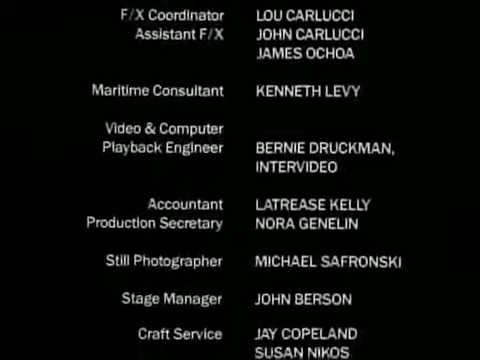 F/X Coordinator LOU CARLUCCI
Assistant F/X JOHN CARLUCCI
JAMES OCHOA
Maritime Consultant KENNETH LEVY
Video & Computer
Playback Engineer BERNIE DRUCKMAN,
INTERVIDEO
Accountant LATREASE KELLY
Production Secretary NORA GENELIN
Still Photographer MICHAEL SAFRONSKI
Stage Manager JOHN BERSON
Craft Service JAY COPELAND
SUSAN NIKOS